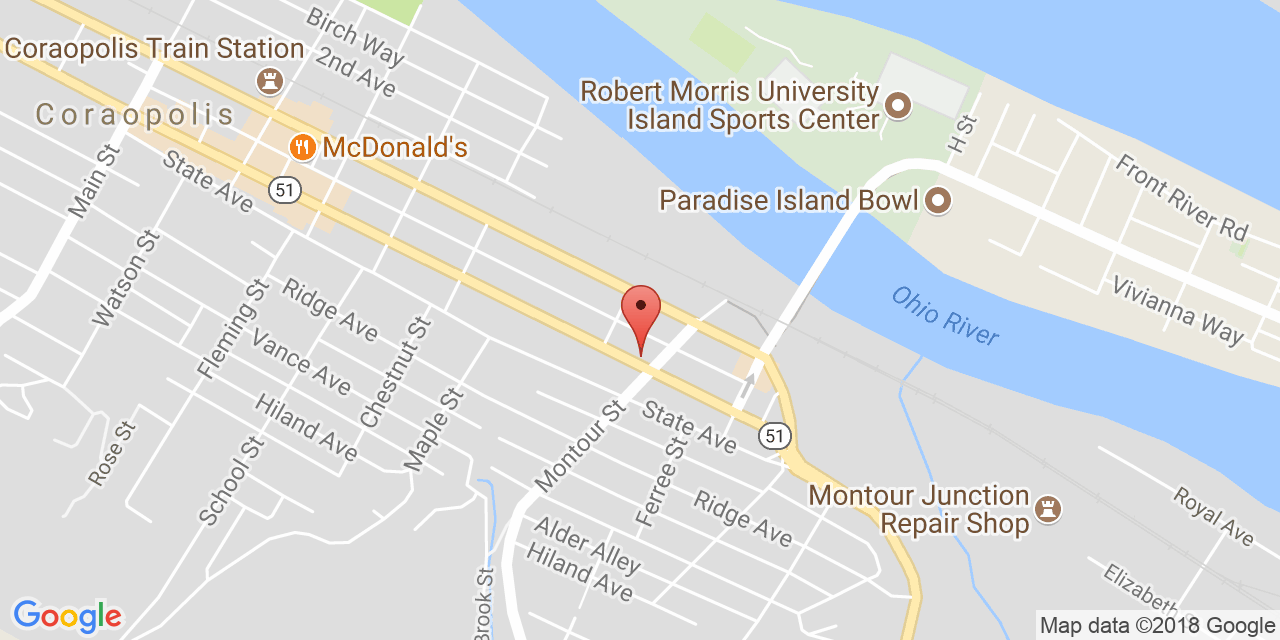 Birch Way
2nd Ave
Coraopolis Train Station
Coraopolis
McDonald's
Robert Morris University
Island Sports Center
H St
Paradise Island Bowl
Front River Rd
Vivianna Way
Ohio River
Main St
State Ave
51
Watson St
Fleming St
Ridge Ave
Vance Ave
Chestnut St
Hiland Ave
Maple St
Rose St
School St
Montour St
State Ave
51
Ferree St
Ridge Ave
Alder Alley
Hiland Ave
Brook St
Montour Junction
Repair Shop
Royal Ave
Elizabeth
Google
Map data ©2018 Google